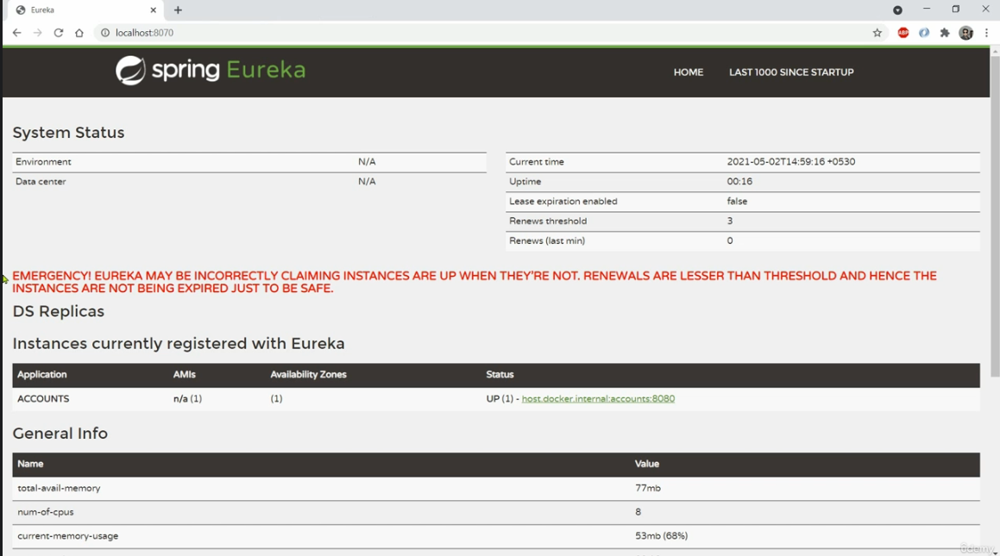 Eureka
localhost:8070
ABP
spring Eureka
HOME
LAST 1000 SINCE STARTUP
System Status
Environment N/A
Data center N/A
Current time 2021-05-02T14:59:16 +0530
Uptime 00:16
Lease expiration enabled false
Renews threshold 3
Renews (last min) 0
EMERGENCY! EUREKA MAY BE INCORRECTLY CLAIMING INSTANCES ARE UP WHEN THEY'RE NOT. RENEWALS ARE LESSER THAN THRESHOLD AND HENCE THE
INSTANCES ARE NOT BEING EXPIRED JUST TO BE SAFE.
DS Replicas
Instances currently registered with Eureka
Application AMIs Availability Zones Status
ACCOUNTS n/a (1) (1) UP (1) - host.docker.internal:accounts:8080
General Info
Name Value
total-avail-memory 77mb
num-of-cpus 8
current-memory-usage 53mb (68%)
ûdemy